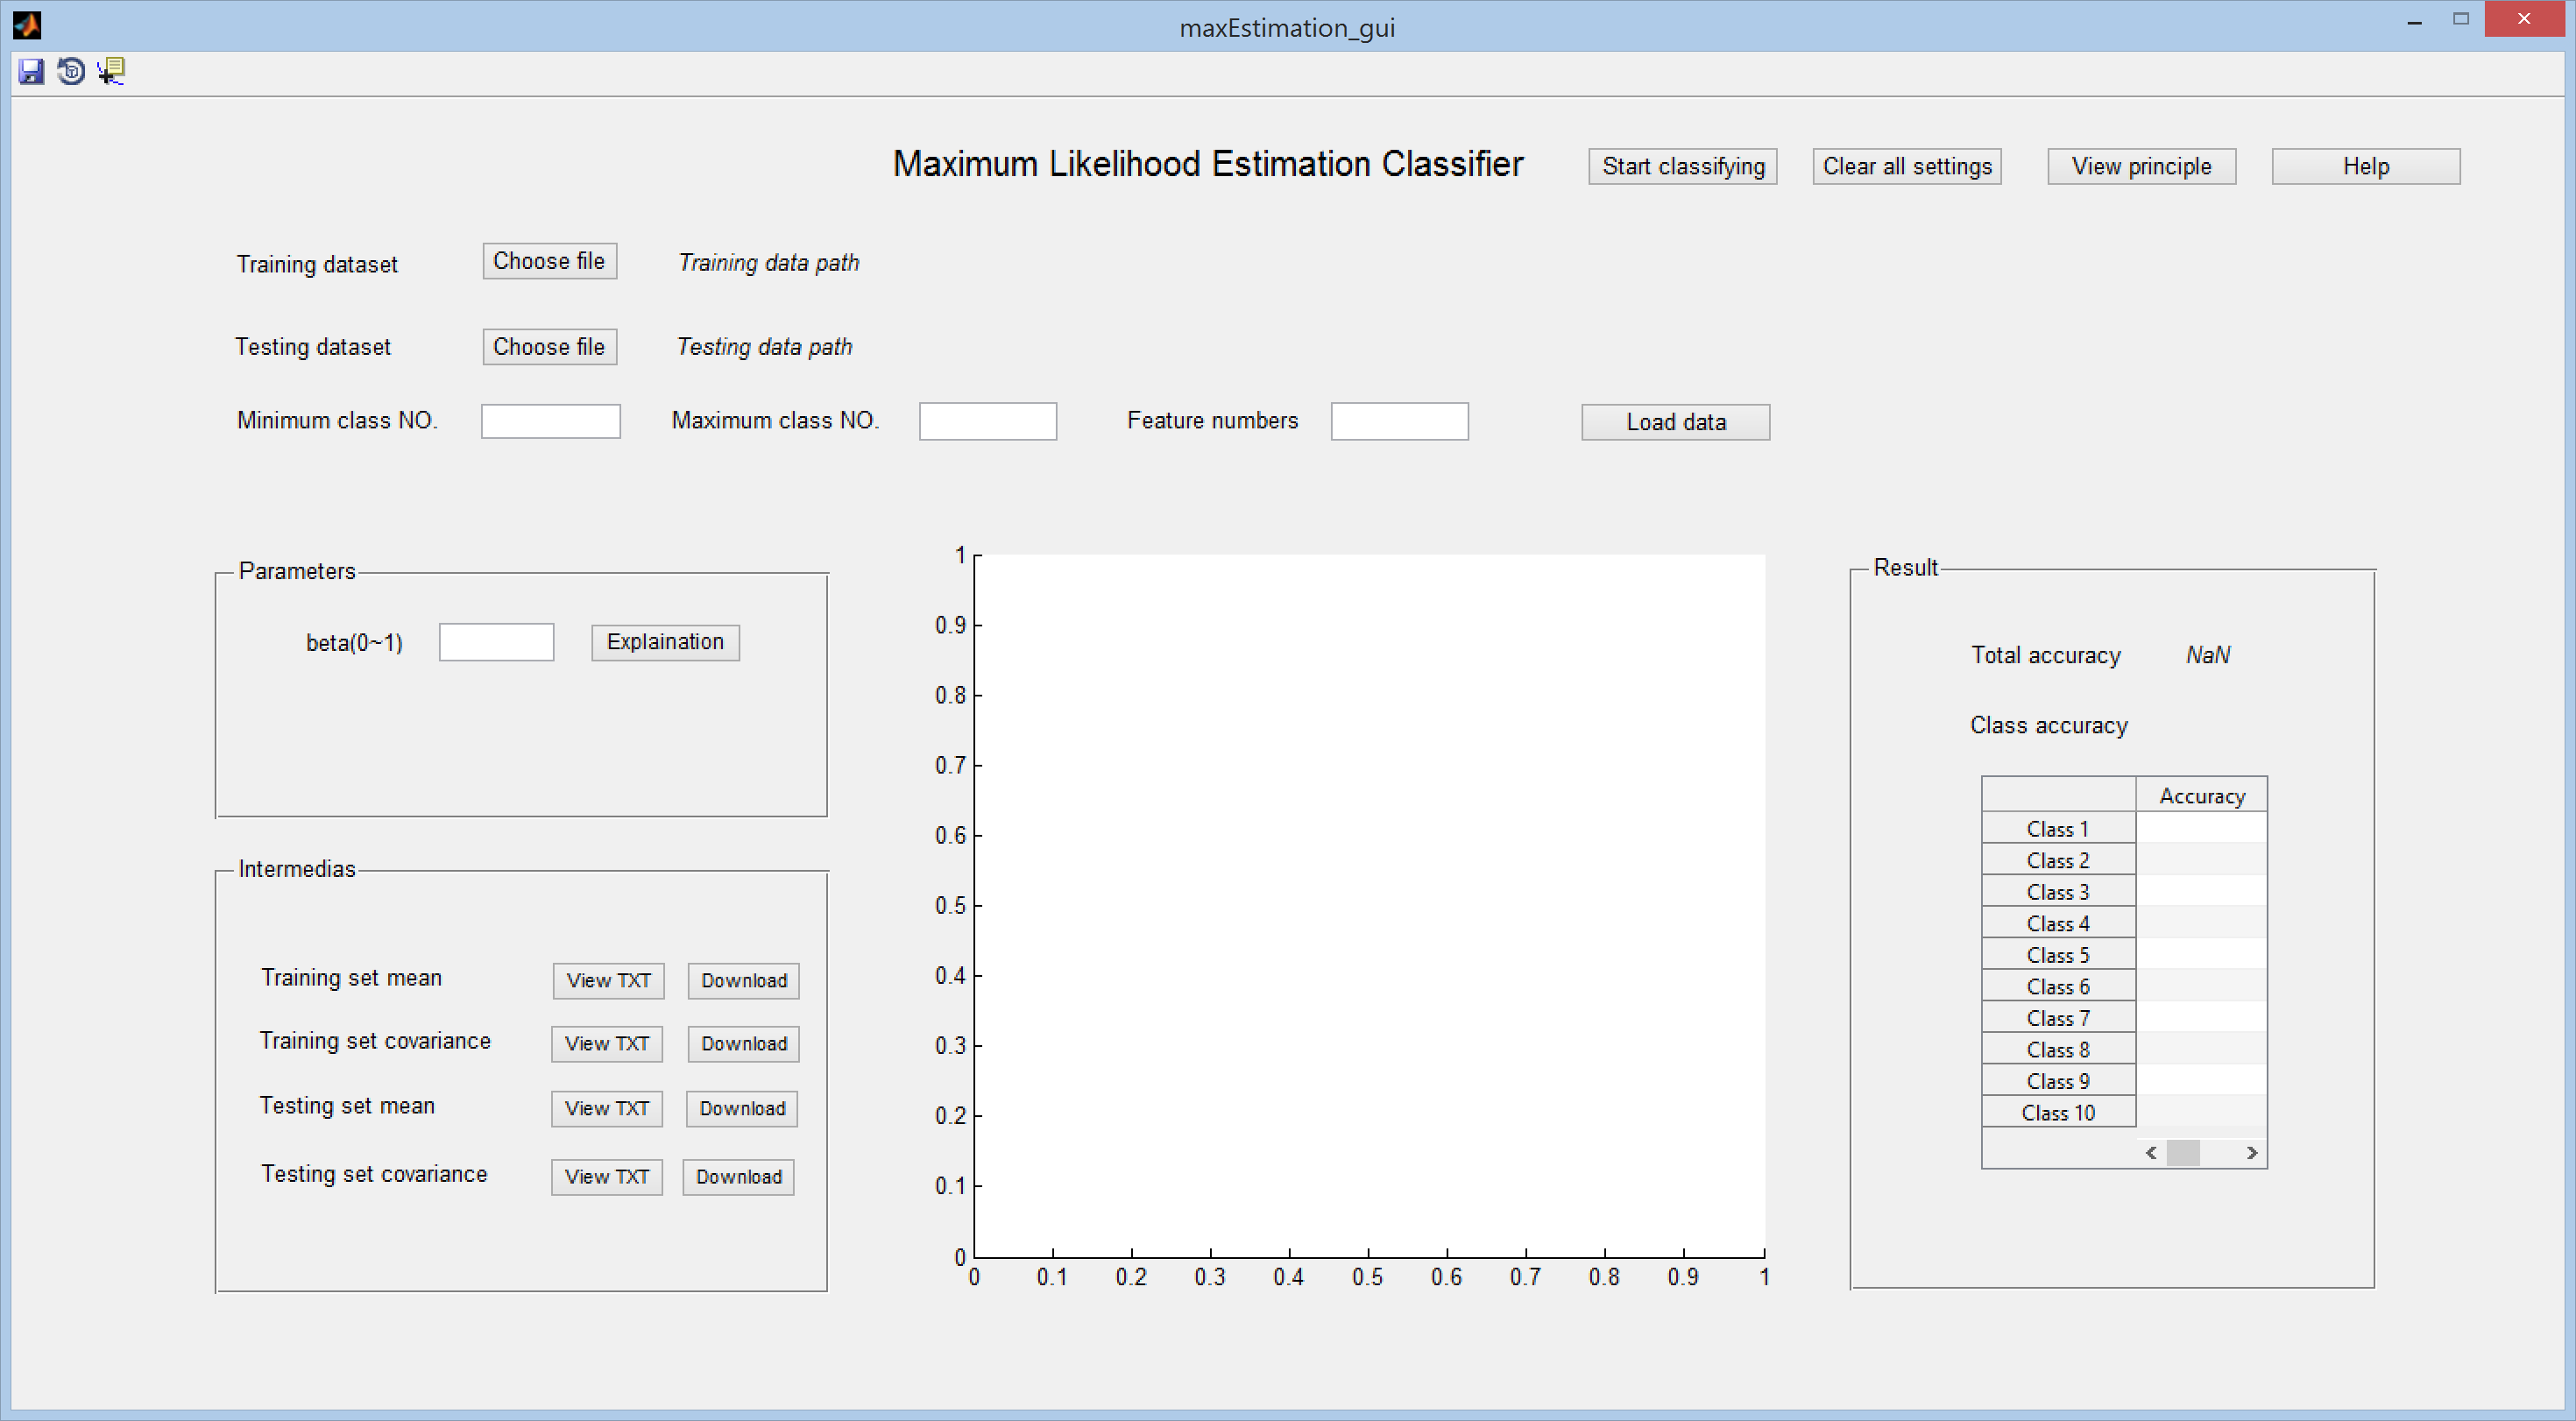 maxEstimation_gui
Maximum Likelihood Estimation Classifier
Start classifying
Clear all settings
View principle
Help
Training dataset
Choose file
Training data path
Testing dataset
Choose file
Testing data path
Minimum class NO.
Maximum class NO.
Feature numbers
Load data
Parameters
beta(0~1)
Explaination
Intermedias
Training set mean
View TXT
Download
Training set covariance
View TXT
Download
Testing set mean
View TXT
Download
Testing set covariance
View TXT
Download
1
0.9
0.8
0.7
0.6
0.5
0.4
0.3
0.2
0.1
0
0 0.1 0.2 0.3 0.4 0.5 0.6 0.7 0.8 0.9 1
Result
Total accuracy
NaN
Class accuracy
Accuracy
Class 1
Class 2
Class 3
Class 4
Class 5
Class 6
Class 7
Class 8
Class 9
Class 10